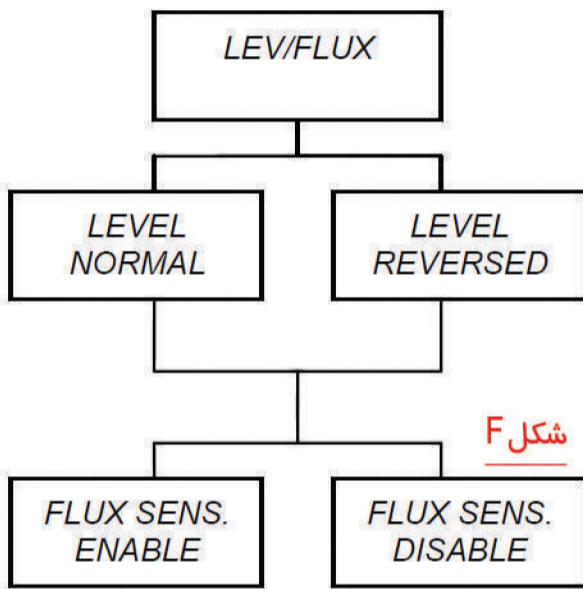 LEV/FLUX
LEVEL
NORMAL
LEVEL
REVERSED
شکل F
FLUX SENS.
ENABLE
FLUX SENS.
DISABLE